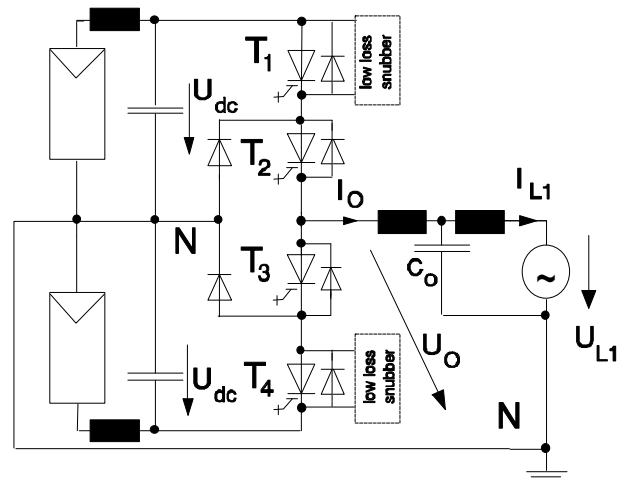 T1
low loss
snubber
Udc
T2
IO
IL1
N
T3
CO
~
UO
UL1
Udc
T4
low loss
snubber
N